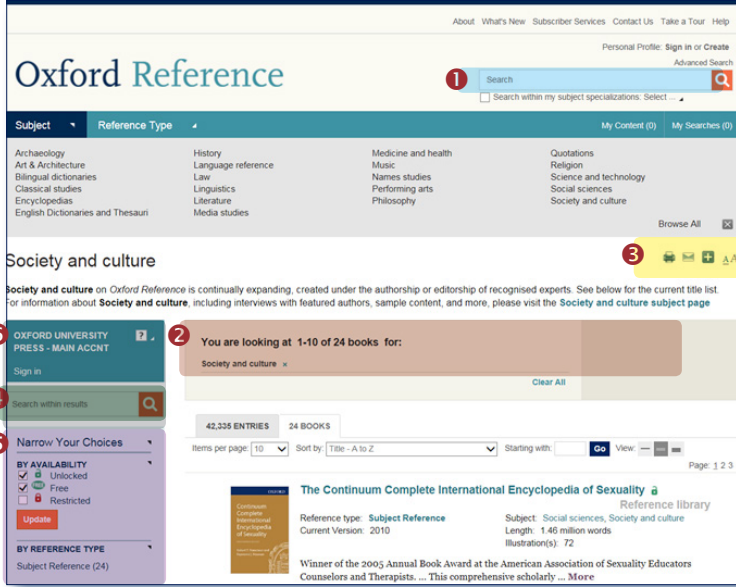 About What's New Subscriber Services Contact Us Take a Tour Help
Personal Profile: Sign in or Create
Advanced Search
Oxford Reference
1
Search
Search within my subject specializations: Select ...
Subject Reference Type My Content (0) My Searches (0)
Archaeology History Medicine and health Quotations
Art & Architecture Language reference Music Religion
Bilingual dictionaries Law Names studies Science and technology
Classical studies Linguistics Performing arts Social sciences
Encyclopedias Literature Philosophy Society and culture
English Dictionaries and Thesauri Media studies
Browse All
3
AA
Society and culture
Society and culture on Oxford Reference is continually expanding, created under the authorship or editorship of recognised experts. See below for the current title list.
For information about Society and culture, including interviews with featured authors, sample content, and more, please visit the Society and culture subject page
OXFORD UNIVERSITY ?
PRESS - MAIN ACCNT
Sign in
2
You are looking at 1-10 of 24 books for:
Society and culture ×
Clear All
Search within results
42,335 ENTRIES 24 BOOKS
Narrow Your Choices
Items per page: 10 Sort by: Title - A to Z Starting with: Go View:
BY AVAILABILITY
Page: 1 2 3
Unlocked
FREE Free
Restricted
Update
BY REFERENCE TYPE
Subject Reference (24)
Continuum
Complete
International
Encyclopedia
of Sexuality
The Continuum Complete International Encyclopedia of Sexuality
Reference library
Reference type: Subject Reference Subject: Social sciences, Society and culture
Current Version: 2010 Length: 1.46 million words
Illustration(s): 72
Winner of the 2005 Annual Book Award at the American Association of Sexuality Educators
Counselors and Therapists. ... This comprehensive scholarly ... More